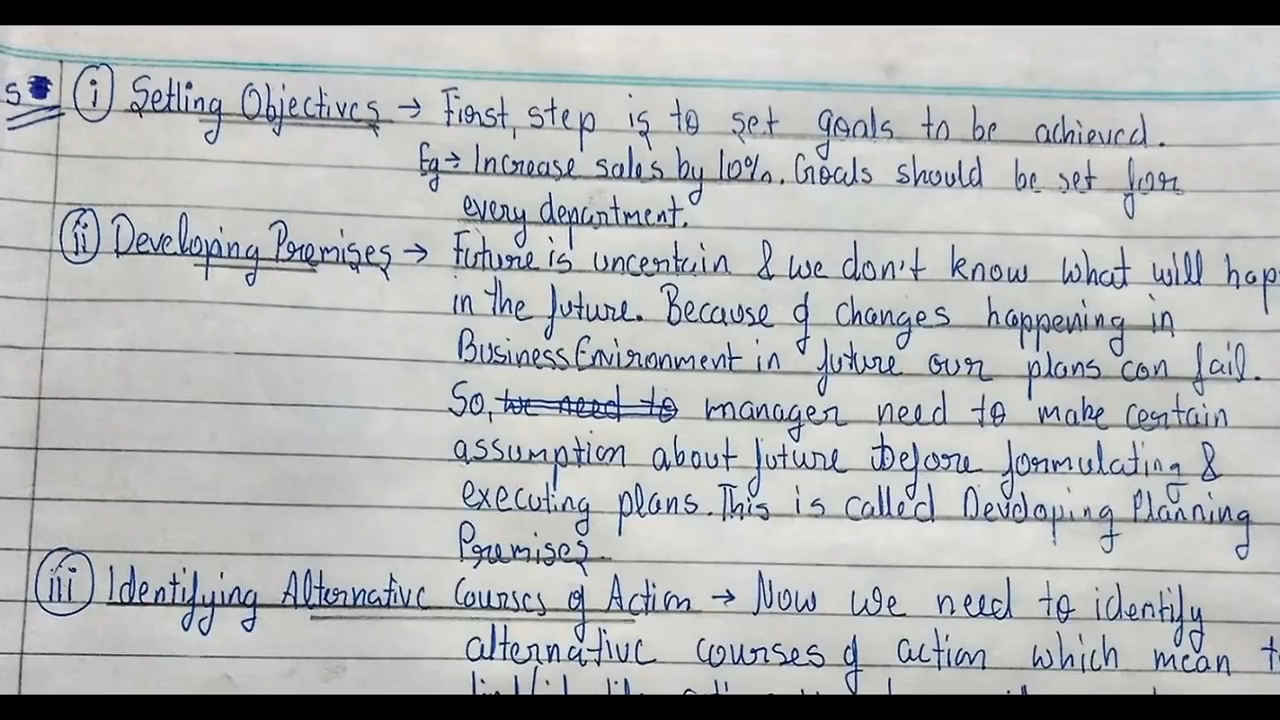 5
(i) Setting Objectives → First, step is to set goals to be achieved.
Eg → Increase sales by 10%. Goals should be set for
every department.
(ii) Developing Premises → Future is uncertain & we don't know what will hap
in the future. Because of changes happening in
Business Environment in future our plans can fail.
So, we need to manager need to make certain
assumption about future before formulating &
executing plans. This is called Developing Planning
Premises.
(iii) Identifying Alternative Courses of Action → Now we need to identify
alternative courses of action which mean t